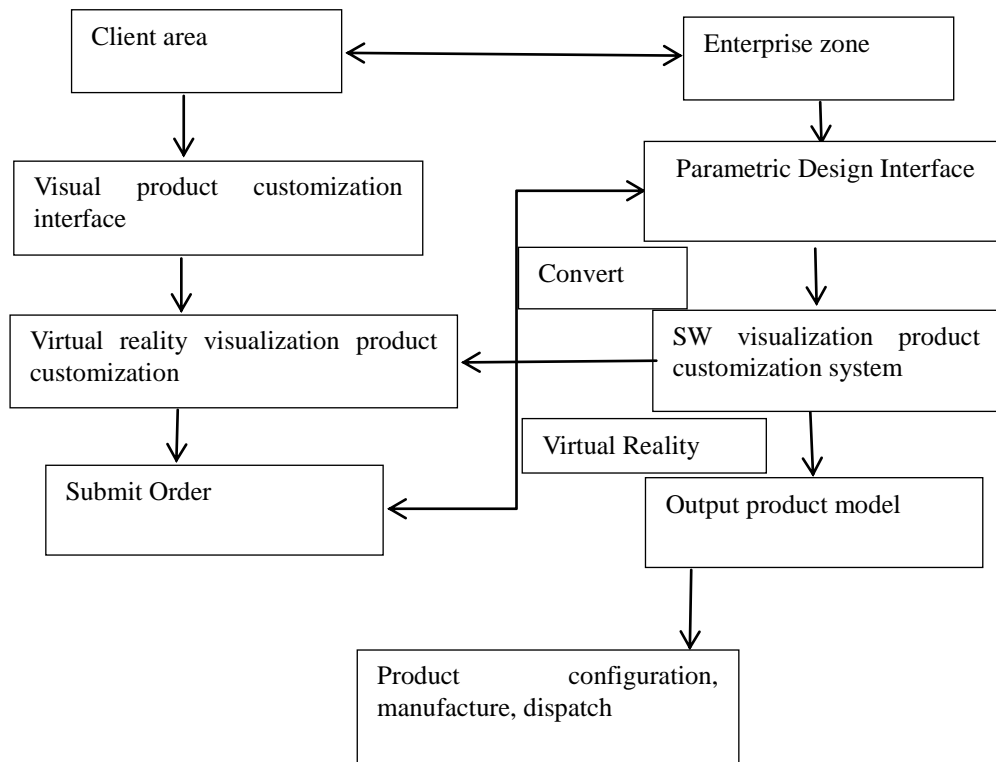 Client area
Enterprise zone
Visual product customization
interface
Parametric Design Interface
Convert
Virtual reality visualization product
customization
SW visualization product
customization system
Virtual Reality
Submit Order
Output product model
Product configuration,
manufacture, dispatch